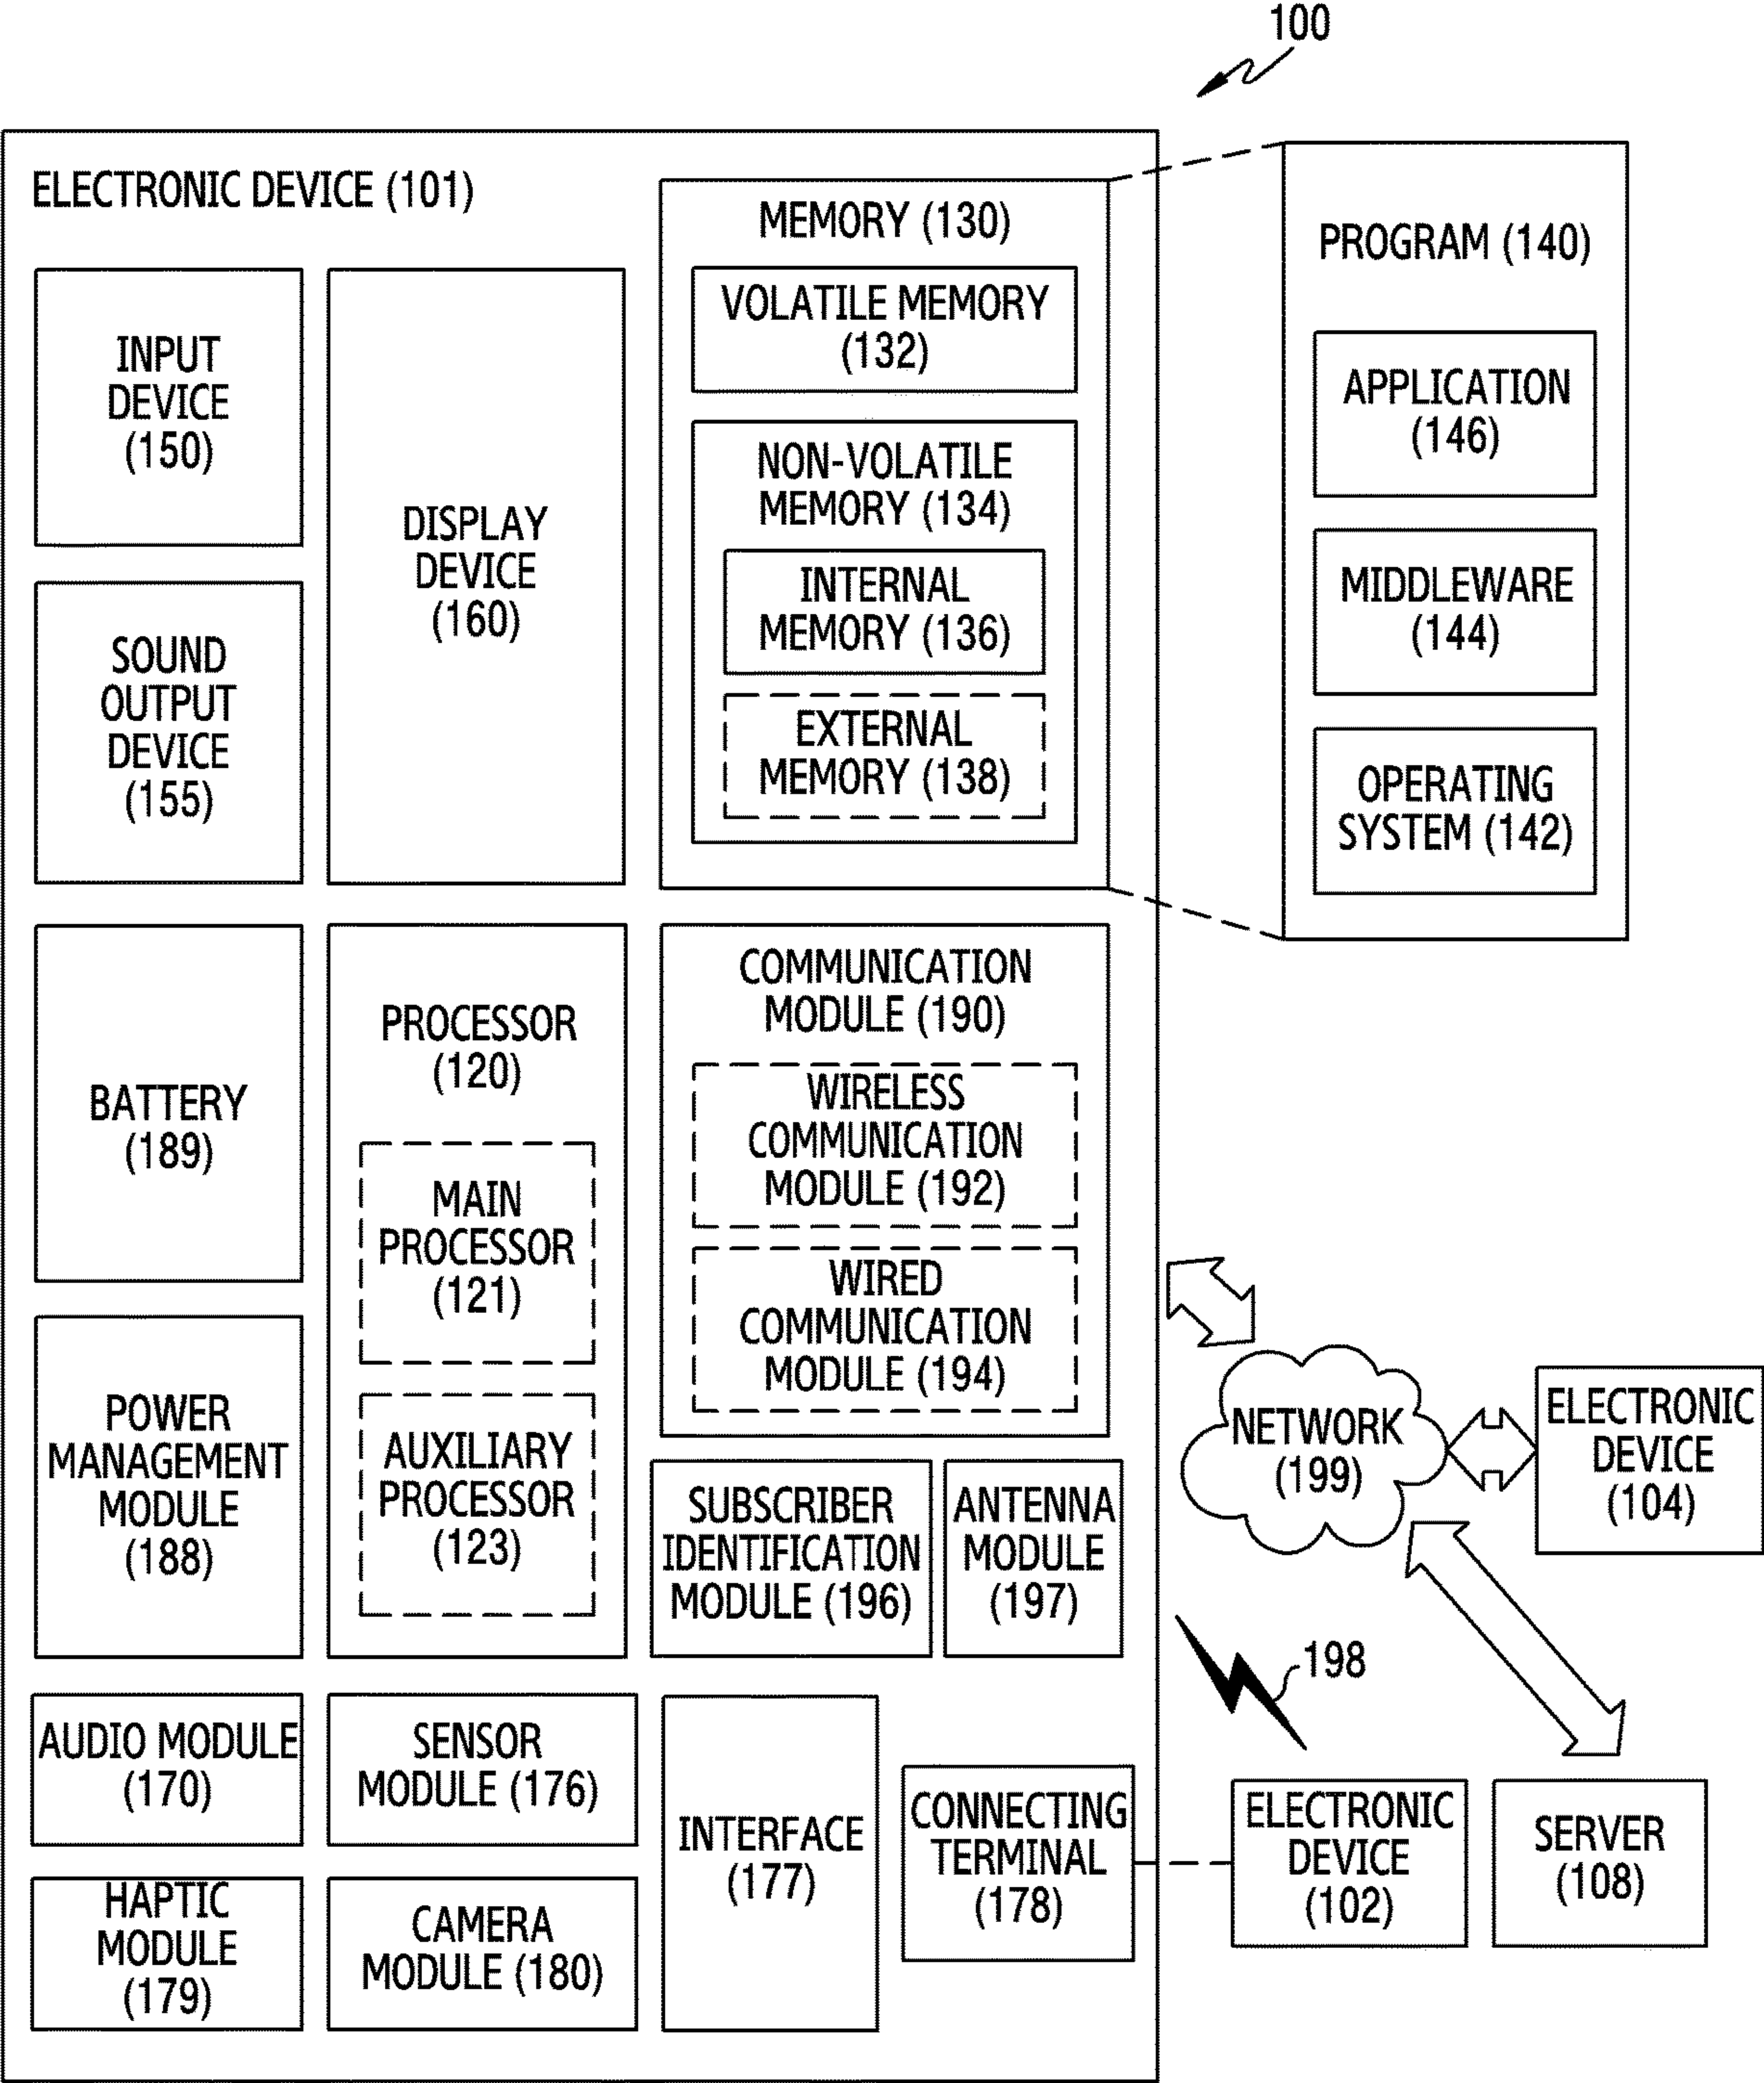 100
ELECTRONIC DEVICE (101)
INPUT
DEVICE
(150)
SOUND
OUTPUT
DEVICE
(155)
DISPLAY
DEVICE
(160)
MEMORY (130)
VOLATILE MEMORY
(132)
NON-VOLATILE
MEMORY (134)
INTERNAL
MEMORY (136)
EXTERNAL
MEMORY (138)
PROGRAM (140)
APPLICATION
(146)
MIDDLEWARE
(144)
OPERATING
SYSTEM (142)
BATTERY
(189)
POWER
MANAGEMENT
MODULE
(188)
PROCESSOR
(120)
MAIN
PROCESSOR
(121)
AUXILIARY
PROCESSOR
(123)
COMMUNICATION
MODULE (190)
WIRELESS
COMMUNICATION
MODULE (192)
WIRED
COMMUNICATION
MODULE (194)
SUBSCRIBER
IDENTIFICATION
MODULE (196)
ANTENNA
MODULE
(197)
NETWORK
(199)
ELECTRONIC
DEVICE
(104)
198
AUDIO MODULE
(170)
SENSOR
MODULE (176)
HAPTIC
MODULE
(179)
CAMERA
MODULE (180)
INTERFACE
(177)
CONNECTING
TERMINAL
(178)
ELECTRONIC
DEVICE
(102)
SERVER
(108)